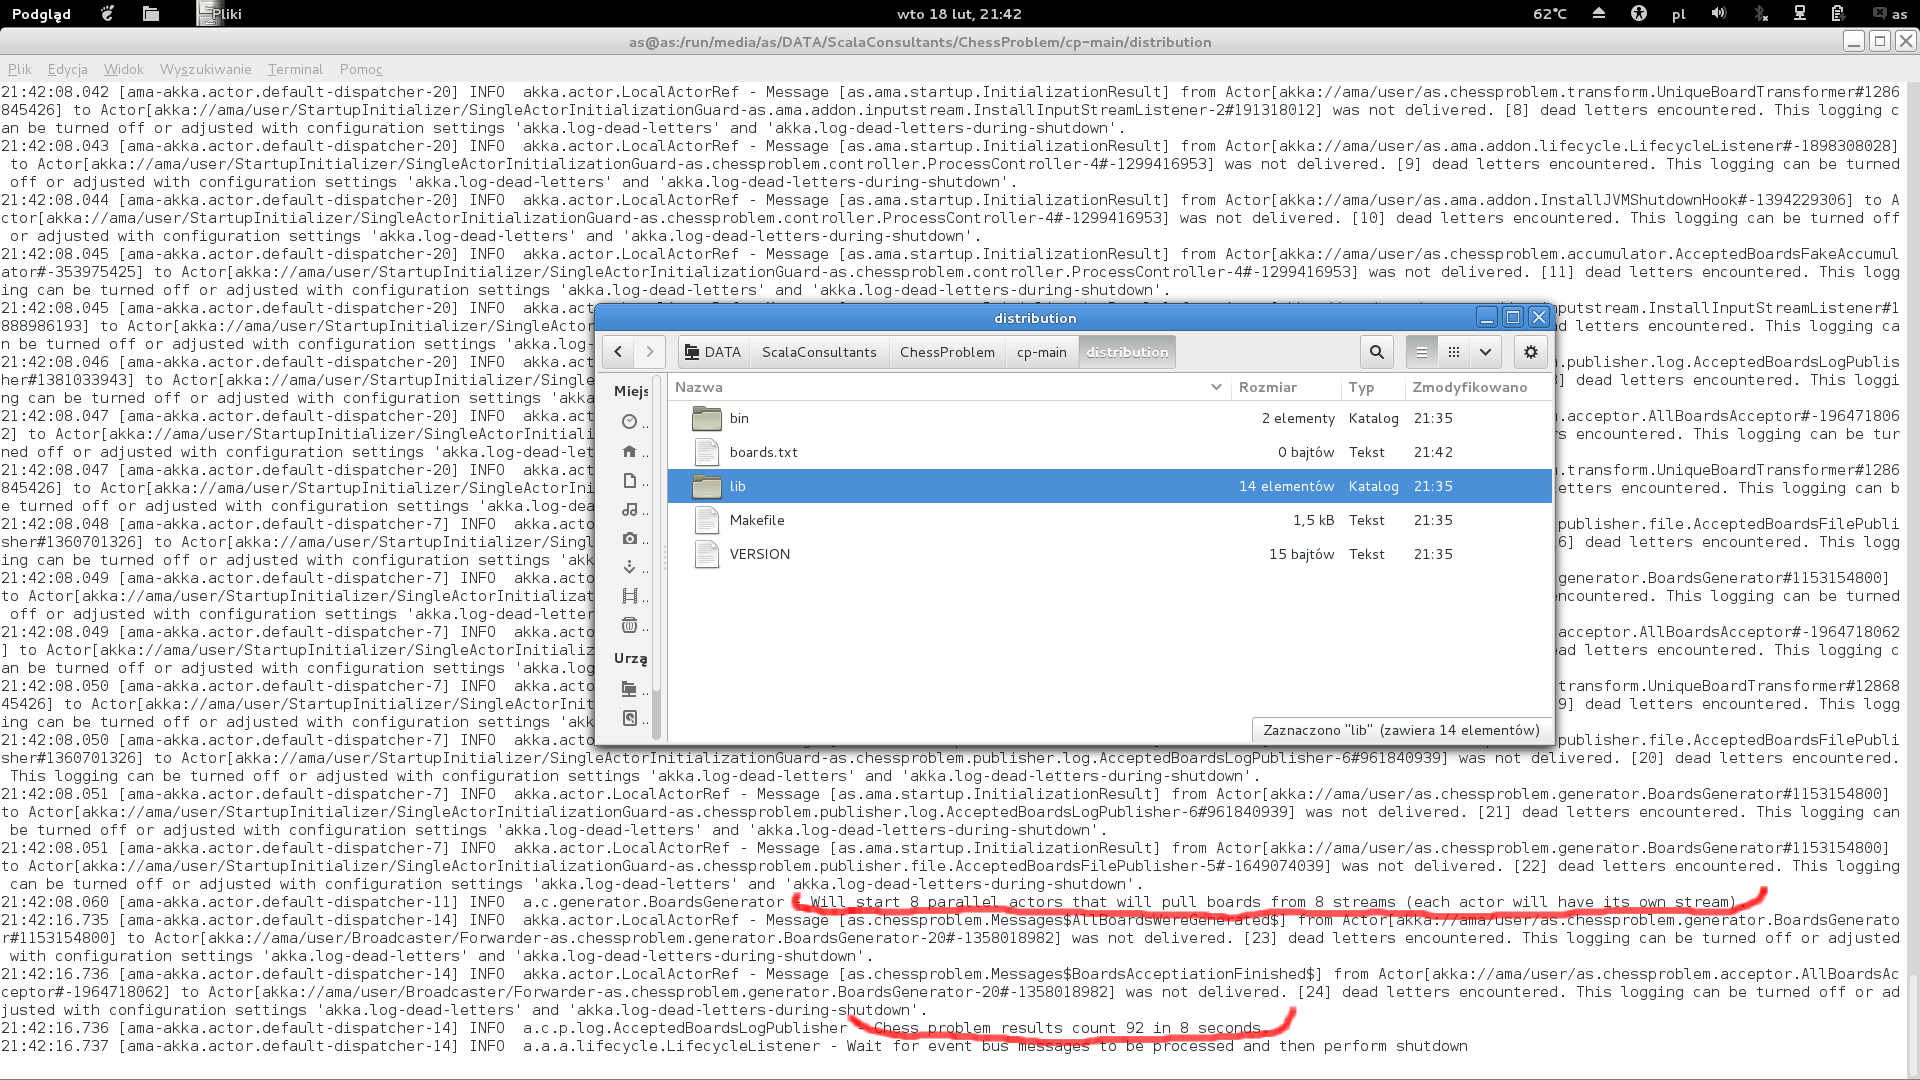 Podgląd Pliki wto 18 lut, 21:42 62°C pl as
as@as:/run/media/as/DATA/ScalaConsultants/ChessProblem/cp-main/distribution
Plik Edycja Widok Wyszukiwanie Terminal Pomoc
21:42:08.042 [ama-akka.actor.default-dispatcher-20] INFO  akka.actor.LocalActorRef - Message [as.ama.startup.InitializationResult] from Actor[akka://ama/user/as.chessproblem.transform.UniqueBoardTransformer#1286
845426] to Actor[akka://ama/user/StartupInitializer/SingleActorInitializationGuard-as.ama.addon.inputstream.InstallInputStreamListener-2#191318012] was not delivered. [8] dead letters encountered. This logging c
an be turned off or adjusted with configuration settings 'akka.log-dead-letters' and 'akka.log-dead-letters-during-shutdown'.
21:42:08.043 [ama-akka.actor.default-dispatcher-20] INFO  akka.actor.LocalActorRef - Message [as.ama.startup.InitializationResult] from Actor[akka://ama/user/as.ama.addon.lifecycle.LifecycleListener#-1898308028]
 to Actor[akka://ama/user/StartupInitializer/SingleActorInitializationGuard-as.chessproblem.controller.ProcessController-4#-1299416953] was not delivered. [9] dead letters encountered. This logging can be turned
 off or adjusted with configuration settings 'akka.log-dead-letters' and 'akka.log-dead-letters-during-shutdown'.
21:42:08.044 [ama-akka.actor.default-dispatcher-20] INFO  akka.actor.LocalActorRef - Message [as.ama.startup.InitializationResult] from Actor[akka://ama/user/as.ama.addon.InstallJVMShutdownHook#-1394229306] to A
ctor[akka://ama/user/StartupInitializer/SingleActorInitializationGuard-as.chessproblem.controller.ProcessController-4#-1299416953] was not delivered. [10] dead letters encountered. This logging can be turned off
 or adjusted with configuration settings 'akka.log-dead-letters' and 'akka.log-dead-letters-during-shutdown'.
21:42:08.045 [ama-akka.actor.default-dispatcher-20] INFO  akka.actor.LocalActorRef - Message [as.ama.startup.InitializationResult] from Actor[akka://ama/user/as.chessproblem.accumulator.AcceptedBoardsFakeAccumul
ator#-353975425] to Actor[akka://ama/user/StartupInitializer/SingleActorInitializationGuard-as.chessproblem.controller.ProcessController-4#-1299416953] was not delivered. [11] dead letters encountered. This logg
ing can be turned off or adjusted with configuration settings 'akka.log-dead-letters' and 'akka.log-dead-letters-during-shutdown'.
21:42:08.045 [ama-akka.actor.default-dispatcher-20] INFO putstream.InstallInputStreamListener#1
888986193] to Actor[akka://ama/user/StartupInitializer/SingleActor d letters encountered. This logging ca
n be turned off or adjusted with configuration settings 'akka.log-
21:42:08.046 [ama-akka.actor.default-dispatcher-20] INFO  akka.act .publisher.log.AcceptedBoardsLogPublis
her#1381033943] to Actor[akka://ama/user/StartupInitializer/Single ] dead letters encountered. This loggi
ng can be turned off or adjusted with configuration settings 'akka
21:42:08.047 [ama-akka.actor.default-dispatcher-20] INFO  akka.act .acceptor.AllBoardsAcceptor#-196471806
2] to Actor[akka://ama/user/StartupInitializer/SingleActorInitiali s encountered. This logging can be tur
ned off or adjusted with configuration settings 'akka.log-dead-let
21:42:08.047 [ama-akka.actor.default-dispatcher-20] INFO  akka.act .transform.UniqueBoardTransformer#1286
845426] to Actor[akka://ama/user/StartupInitializer/SingleActorIni etters encountered. This logging can b
e turned off or adjusted with configuration settings 'akka.log-dea
21:42:08.048 [ama-akka.actor.default-dispatcher-7] INFO  akka.acto publisher.file.AcceptedBoardsFilePubli
sher#1360701326] to Actor[akka://ama/user/StartupInitializer/Singl 6] dead letters encountered. This logg
ing can be turned off or adjusted with configuration settings 'akk
21:42:08.049 [ama-akka.actor.default-dispatcher-7] INFO  akka.acto generator.BoardsGenerator#1153154800]
to Actor[akka://ama/user/StartupInitializer/SingleActorInitializat ncountered. This logging can be turned
 off or adjusted with configuration settings 'akka.log-dead-letter
21:42:08.049 [ama-akka.actor.default-dispatcher-7] INFO  akka.acto acceptor.AllBoardsAcceptor#-1964718062
] to Actor[akka://ama/user/StartupInitializer/SingleActorInitializ ead letters encountered. This logging c
an be turned off or adjusted with configuration settings 'akka.log
21:42:08.050 [ama-akka.actor.default-dispatcher-7] INFO  akka.acto transform.UniqueBoardTransformer#12868
45426] to Actor[akka://ama/user/StartupInitializer/SingleActorInit 9] dead letters encountered. This logg
ing can be turned off or adjusted with configuration settings 'akk
21:42:08.050 [ama-akka.actor.default-dispatcher-7] INFO  akka.acto publisher.file.AcceptedBoardsFilePubli
sher#1360701326] to Actor[akka://ama/user/StartupInitializer/SingleActorInitializationGuard-as.chessproblem.publisher.log.AcceptedBoardsLogPublisher-6#961840939] was not delivered. [20] dead letters encountered.
 This logging can be turned off or adjusted with configuration settings 'akka.log-dead-letters' and 'akka.log-dead-letters-during-shutdown'.
21:42:08.051 [ama-akka.actor.default-dispatcher-7] INFO  akka.actor.LocalActorRef - Message [as.ama.startup.InitializationResult] from Actor[akka://ama/user/as.chessproblem.generator.BoardsGenerator#1153154800]
to Actor[akka://ama/user/StartupInitializer/SingleActorInitializationGuard-as.chessproblem.publisher.log.AcceptedBoardsLogPublisher-6#961840939] was not delivered. [21] dead letters encountered. This logging can
 be turned off or adjusted with configuration settings 'akka.log-dead-letters' and 'akka.log-dead-letters-during-shutdown'.
21:42:08.051 [ama-akka.actor.default-dispatcher-7] INFO  akka.actor.LocalActorRef - Message [as.ama.startup.InitializationResult] from Actor[akka://ama/user/as.chessproblem.generator.BoardsGenerator#1153154800]
to Actor[akka://ama/user/StartupInitializer/SingleActorInitializationGuard-as.chessproblem.publisher.file.AcceptedBoardsFilePublisher-5#-1649074039] was not delivered. [22] dead letters encountered. This logging
 can be turned off or adjusted with configuration settings 'akka.log-dead-letters' and 'akka.log-dead-letters-during-shutdown'.
21:42:08.060 [ama-akka.actor.default-dispatcher-11] INFO  a.c.generator.BoardsGenerator - Will start 8 parallel actors that will pull boards from 8 streams (each actor will have its own stream).
21:42:16.735 [ama-akka.actor.default-dispatcher-14] INFO  akka.actor.LocalActorRef - Message [as.chessproblem.Messages$AllBoardsWereGenerated$] from Actor[akka://ama/user/as.chessproblem.generator.BoardsGenerato
r#1153154800] to Actor[akka://ama/user/Broadcaster/Forwarder-as.chessproblem.generator.BoardsGenerator-20#-1358018982] was not delivered. [23] dead letters encountered. This logging can be turned off or adjusted
 with configuration settings 'akka.log-dead-letters' and 'akka.log-dead-letters-during-shutdown'.
21:42:16.736 [ama-akka.actor.default-dispatcher-14] INFO  akka.actor.LocalActorRef - Message [as.chessproblem.Messages$BoardsAcceptiationFinished$] from Actor[akka://ama/user/as.chessproblem.acceptor.AllBoardsAc
ceptor#-1964718062] to Actor[akka://ama/user/Broadcaster/Forwarder-as.chessproblem.generator.BoardsGenerator-20#-1358018982] was not delivered. [24] dead letters encountered. This logging can be turned off or ad
justed with configuration settings 'akka.log-dead-letters' and 'akka.log-dead-letters-during-shutdown'.
21:42:16.736 [ama-akka.actor.default-dispatcher-14] INFO  a.c.p.log.AcceptedBoardsLogPublisher - Chess problem results count 92 in 8 seconds.
21:42:16.737 [ama-akka.actor.default-dispatcher-14] INFO  a.a.a.lifecycle.LifecycleListener - Wait for event bus messages to be processed and then perform shutdown
distribution
DATA ScalaConsultants ChessProblem cp-main distribution
Miejs
Urzą
Nazwa Rozmiar Typ Zmodyfikowano
bin 2 elementy Katalog 21:35
boards.txt 0 bajtów Tekst 21:42
lib 14 elementów Katalog 21:35
Makefile 1,5 kB Tekst 21:35
VERSION 15 bajtów Tekst 21:35
Zaznaczono "lib" (zawiera 14 elementów)